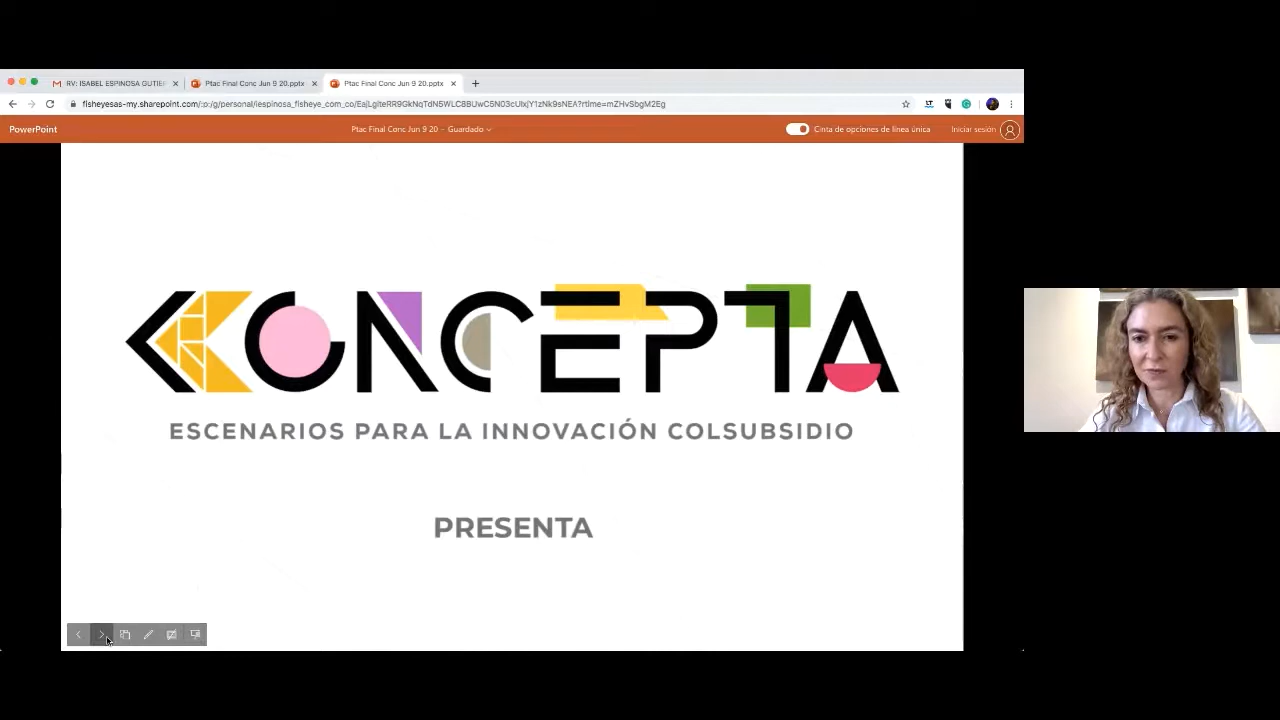 RV: ISABEL ESPINOSA GUTIE
Ptac Final Conc Jun 9 20.pptx
Ptac Final Conc Jun 9 20.pptx
PowerPoint
Ptac Final Conc Jun 9 20 - Guardado
Cinta de opciones de línea única
Iniciar sesión
KONCEPTA
ESCENARIOS PARA LA INNOVACIÓN COLSUBSIDIO
PRESENTA